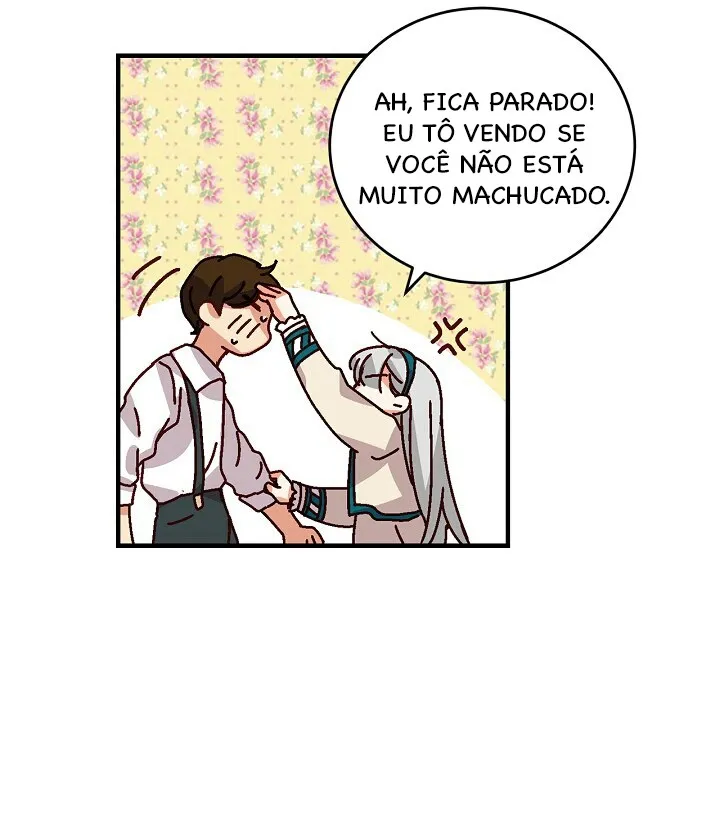 AH, FICA PARADO!
EU TÔ VENDO SE
VOCÊ NÃO ESTÁ
MUITO MACHUCADO.